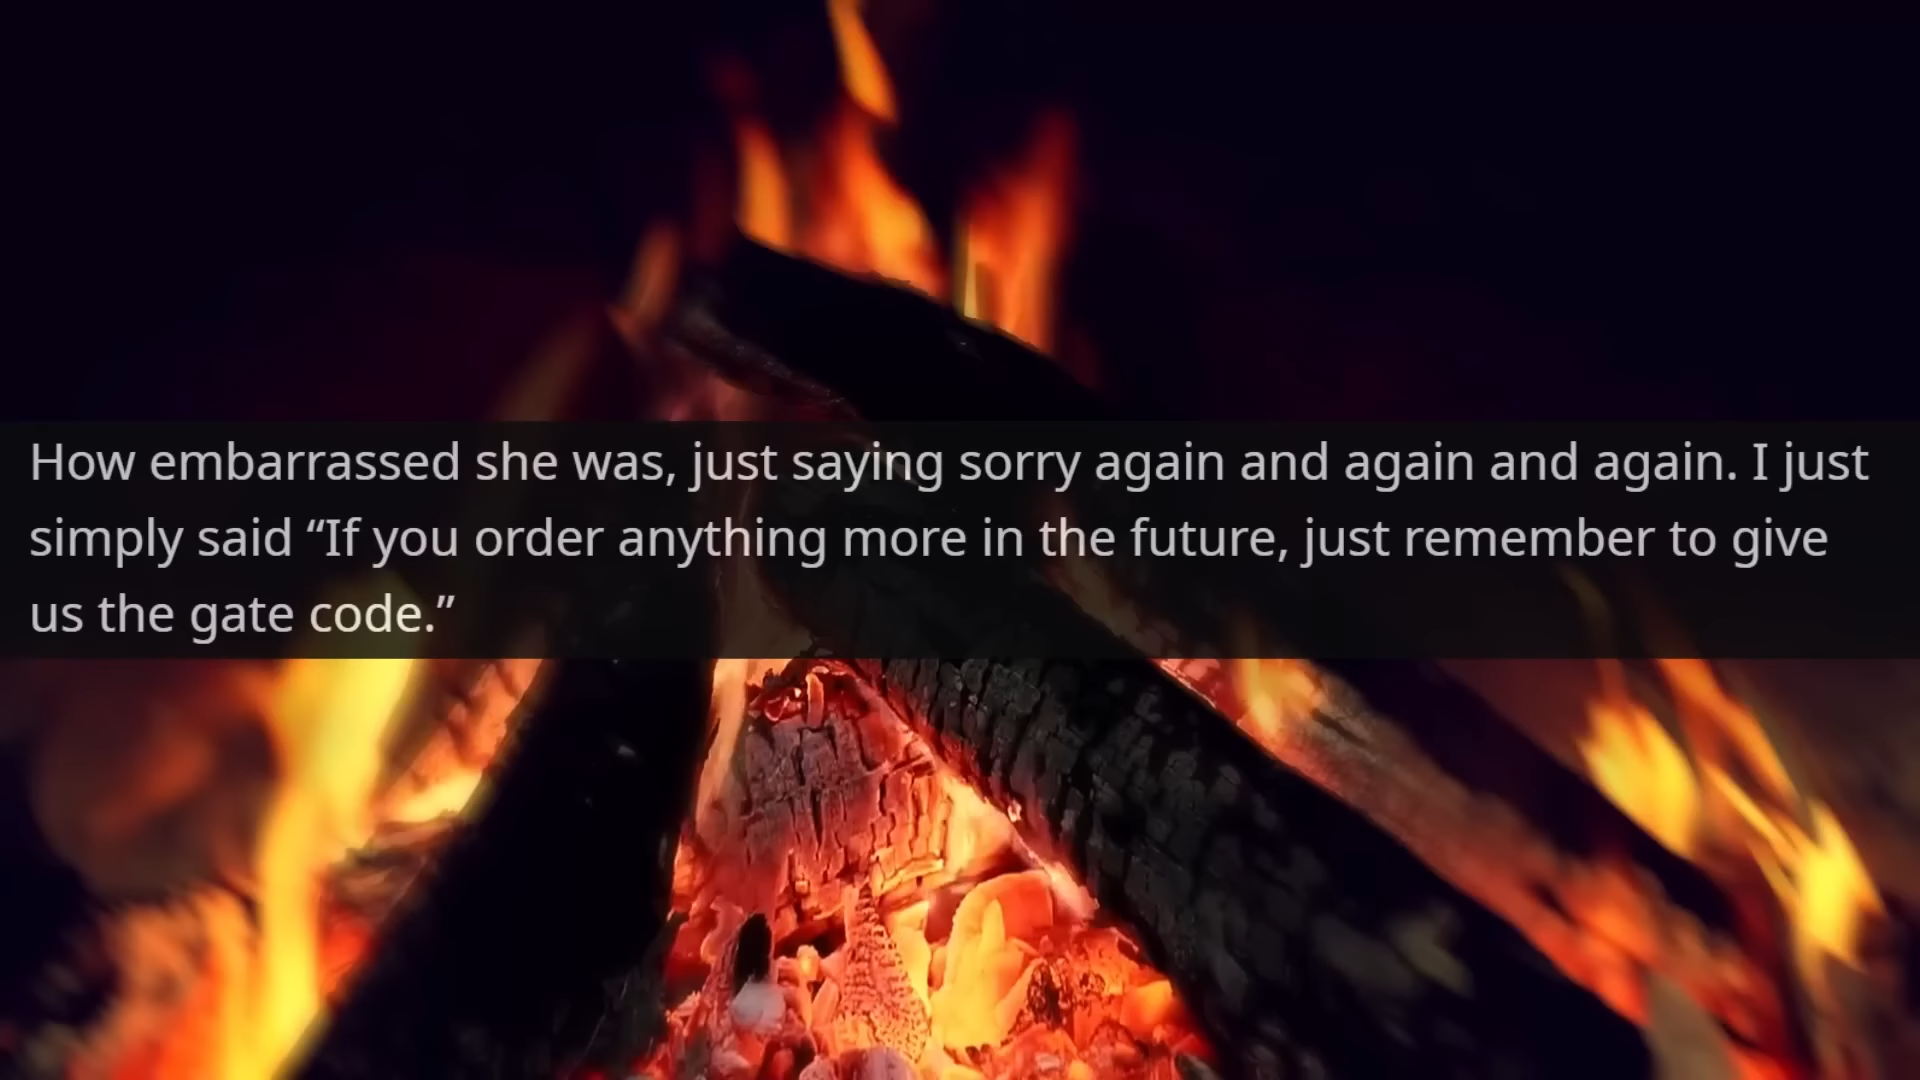 How embarrassed she was, just saying sorry again and again and again. I just
simply said “If you order anything more in the future, just remember to give
us the gate code.”